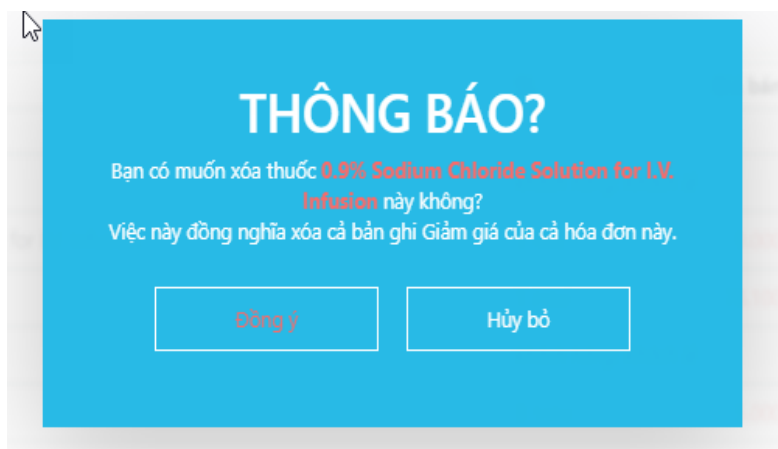 THÔNG BÁO?
Bạn có muốn xóa thuốc 0.9% Sodium Chloride Solution for I.V.
Infusion này không?
Việc này đồng nghĩa xóa cả bản ghi Giảm giá của cả hóa đơn này.
Đồng ý
Hủy bỏ